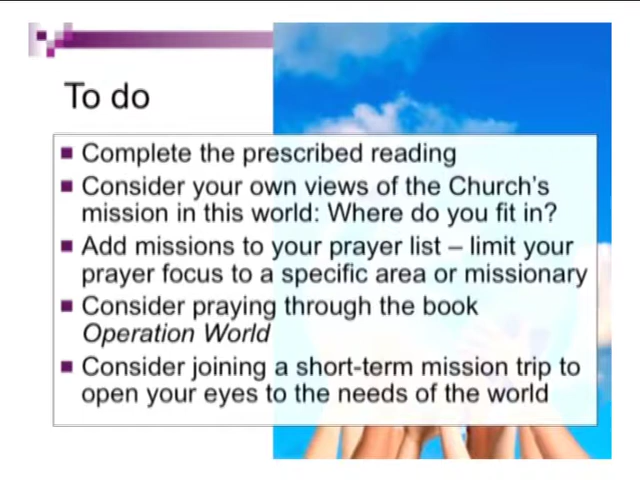 To do
Complete the prescribed reading
Consider your own views of the Church's
mission in this world: Where do you fit in?
Add missions to your prayer list – limit your
prayer focus to a specific area or missionary
Consider praying through the book
Operation World
Consider joining a short-term mission trip to
open your eyes to the needs of the world